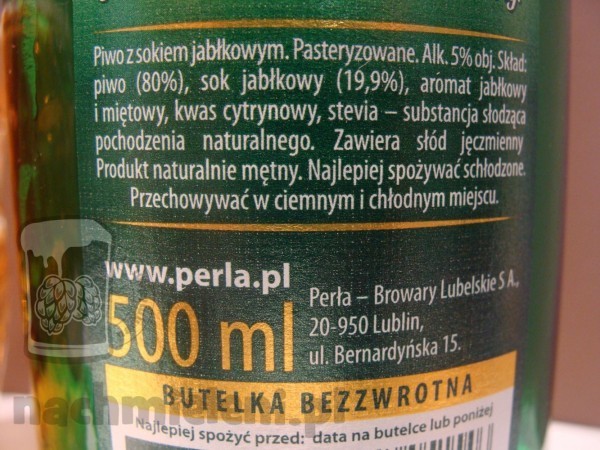 Piwo z sokiem jabłkowym. Pasteryzowane. Alk. 5% obj. Skład:
piwo (80%), sok jabłkowy (19,9%), aromat jabłkowy
i miętowy, kwas cytrynowy, stevia – substancja słodząca
pochodzenia naturalnego. Zawiera słód jęczmienny
Produkt naturalnie mętny. Najlepiej spożywać schłodzone.
Przechowywać w ciemnym i chłodnym miejscu.
www.perla.pl
500 ml
Perła – Browary Lubelskie S.A.,
20-950 Lublin,
ul. Bernardyńska 15.
BUTELKA BEZZWROTNA
Najlepiej spożyć przed: data na butelce lub poniżej